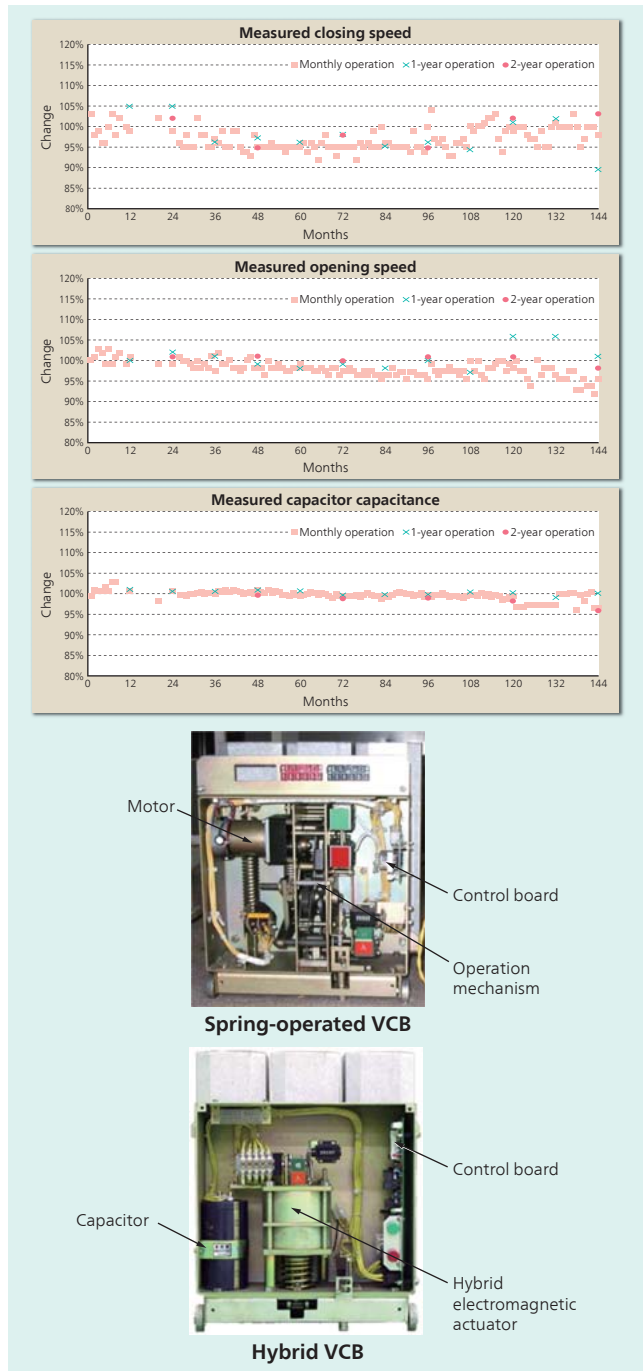 Measured closing speed
120%
115%
110%
105%
100%
95%
90%
85%
80%
Change
Monthly operation 1-year operation 2-year operation
0 12 24 36 48 60 72 84 96 108 120 132 144
Months
Measured opening speed
120%
115%
110%
105%
100%
95%
90%
85%
80%
Change
Monthly operation 1-year operation 2-year operation
0 12 24 36 48 60 72 84 96 108 120 132 144
Months
Measured capacitor capacitance
120%
115%
110%
105%
100%
95%
90%
85%
80%
Change
Monthly operation 1-year operation 2-year operation
0 12 24 36 48 60 72 84 96 108 120 132 144
Months
Motor
Control board
Operation
mechanism
Spring-operated VCB
Control board
Capacitor
Hybrid
electromagnetic
actuator
Hybrid VCB